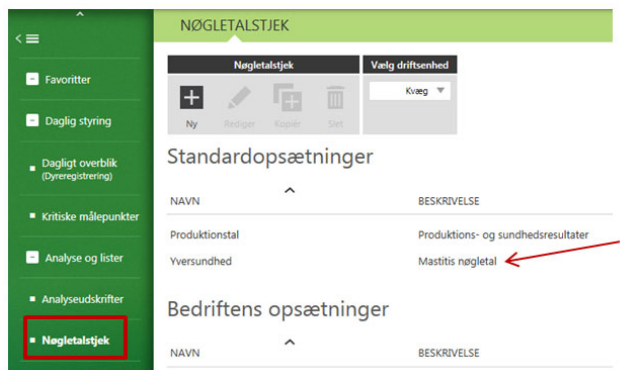 NØGLETALSTJEK
Favoritter
Daglig styring
Dagligt overblik
(Dyreregistrering)
Kritiske målepunkter
Analyse og lister
Analyseudskrifter
Nøgletalstjek
Nøgletalstjek
Ny
Rediger
Kopiér
Slet
Vælg driftsenhed
Kvæg
Standardopsætninger
NAVN BESKRIVELSE
Produktionstal Produktions- og sundhedsresultater
Yversundhed Mastitis nøgletal
Bedriftens opsætninger
NAVN BESKRIVELSE